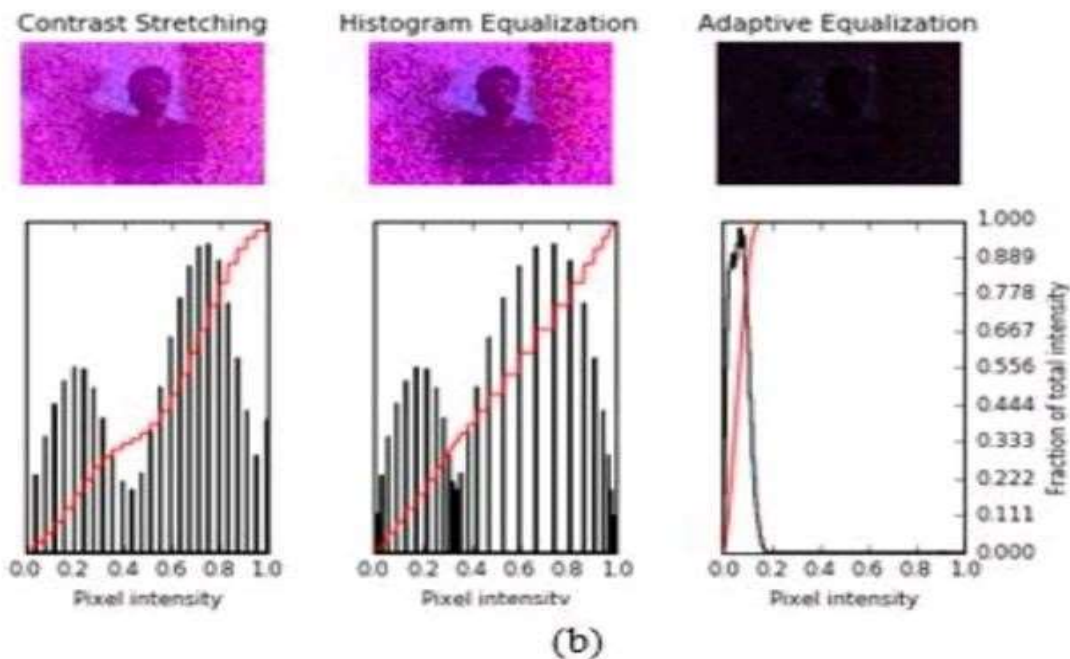 Contrast Stretching Histogram Equalization Adaptive Equalization
1.000
0.889
0.778
0.667
0.556
0.444
0.333
0.222
0.111
0.000
Fraction of total intensity
0.0 0.2 0.4 0.6 0.8 1.0 0.0 0.2 0.4 0.6 0.8 1.0 0.0 0.2 0.4 0.6 0.8 1.0
Pixel intensity Pixel intensity Pixel intensity
(b)